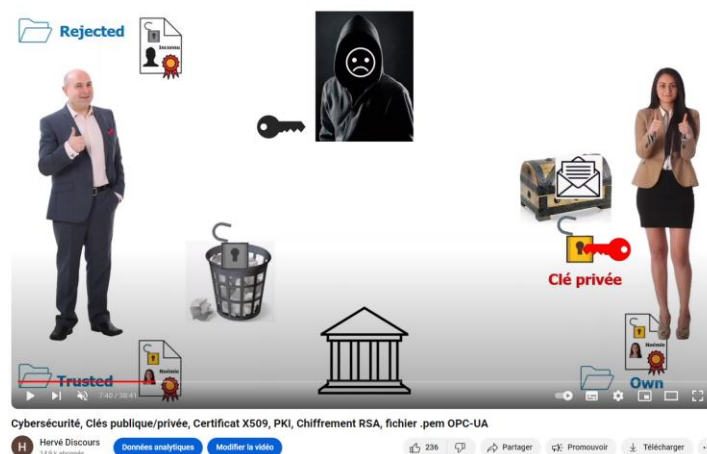 Rejected
Inconnu
Clé privée
Noémie
Trusted
Noémie
Own
7:40 / 38:41
Cybersécurité, Clés publique/privée, Certificat X509, PKI, Chiffrement RSA, fichier .pem OPC-UA
H
Hervé Discours
Données analytiques
Modifier la vidéo
236
Partager
Promouvoir
Télécharger